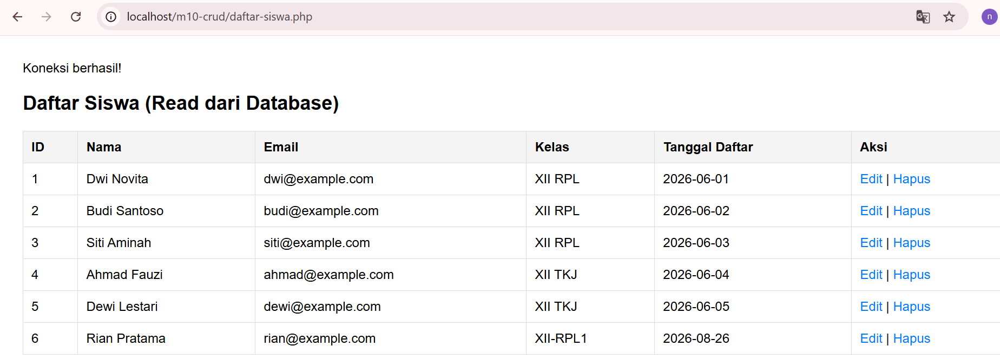 localhost/m10-crud/daftar-siswa.php
n
Koneksi berhasil!
Daftar Siswa (Read dari Database)
ID Nama Email Kelas Tanggal Daftar Aksi
1 Dwi Novita dwi@example.com XII RPL 2026-06-01 Edit | Hapus
2 Budi Santoso budi@example.com XII RPL 2026-06-02 Edit | Hapus
3 Siti Aminah siti@example.com XII RPL 2026-06-03 Edit | Hapus
4 Ahmad Fauzi ahmad@example.com XII TKJ 2026-06-04 Edit | Hapus
5 Dewi Lestari dewi@example.com XII TKJ 2026-06-05 Edit | Hapus
6 Rian Pratama rian@example.com XII-RPL1 2026-08-26 Edit | Hapus